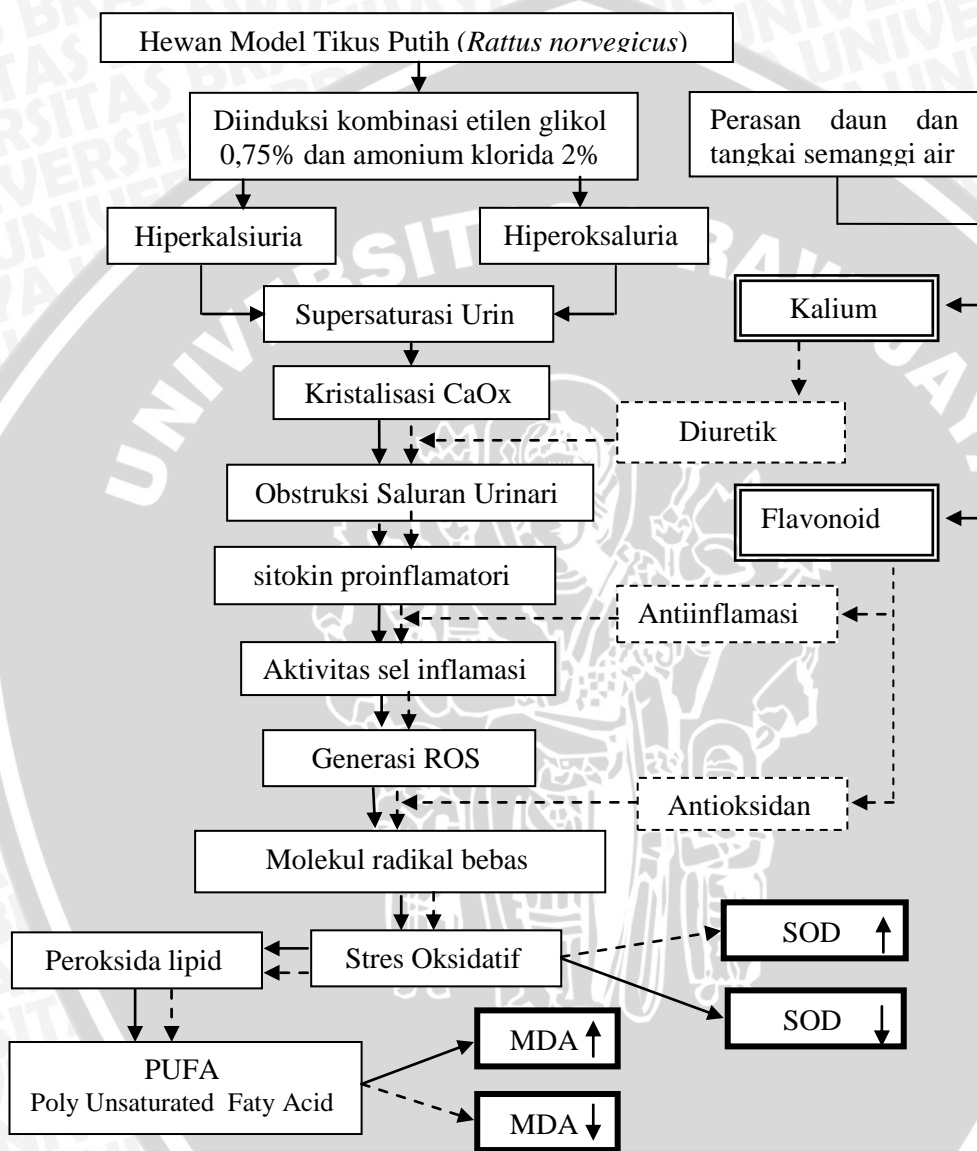 Hewan Model Tikus Putih (Rattus norvegicus)
Diinduksi kombinasi etilen glikol
0,75% dan amonium klorida 2%
Perasan daun dan
tangkai semanggi air
Hiperkalsiuria
Hiperoksaluria
Supersaturasi Urin
Kalium
Kristalisasi CaOx
Diuretik
Obstruksi Saluran Urinari
Flavonoid
sitokin proinflamatori
Antiinflamasi
Aktivitas sel inflamasi
Generasi ROS
Antioksidan
Molekul radikal bebas
SOD ↑
Peroksida lipid
Stres Oksidatif
SOD ↓
MDA ↑
PUFA
Poly Unsaturated Faty Acid
MDA ↓